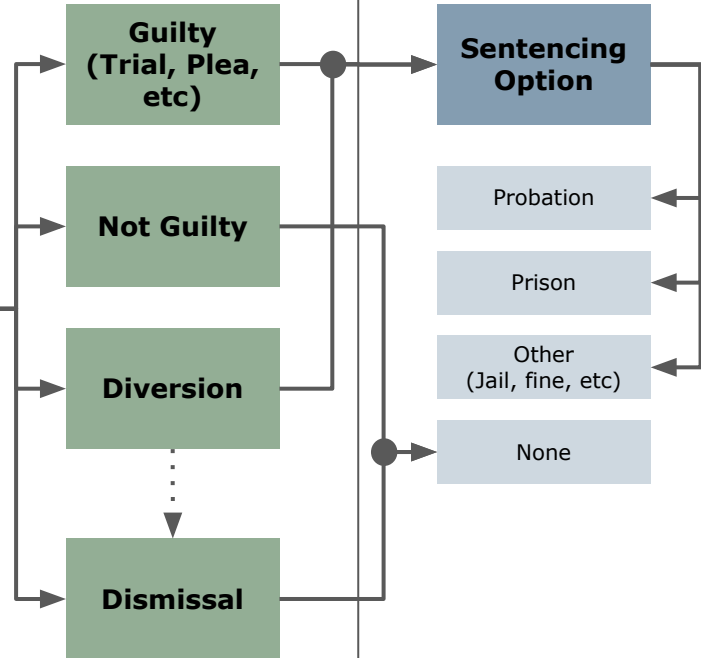 Guilty
(Trial, Plea,
etc)
Not Guilty
Diversion
Dismissal
Sentencing
Option
Probation
Prison
Other
(Jail, fine, etc)
None